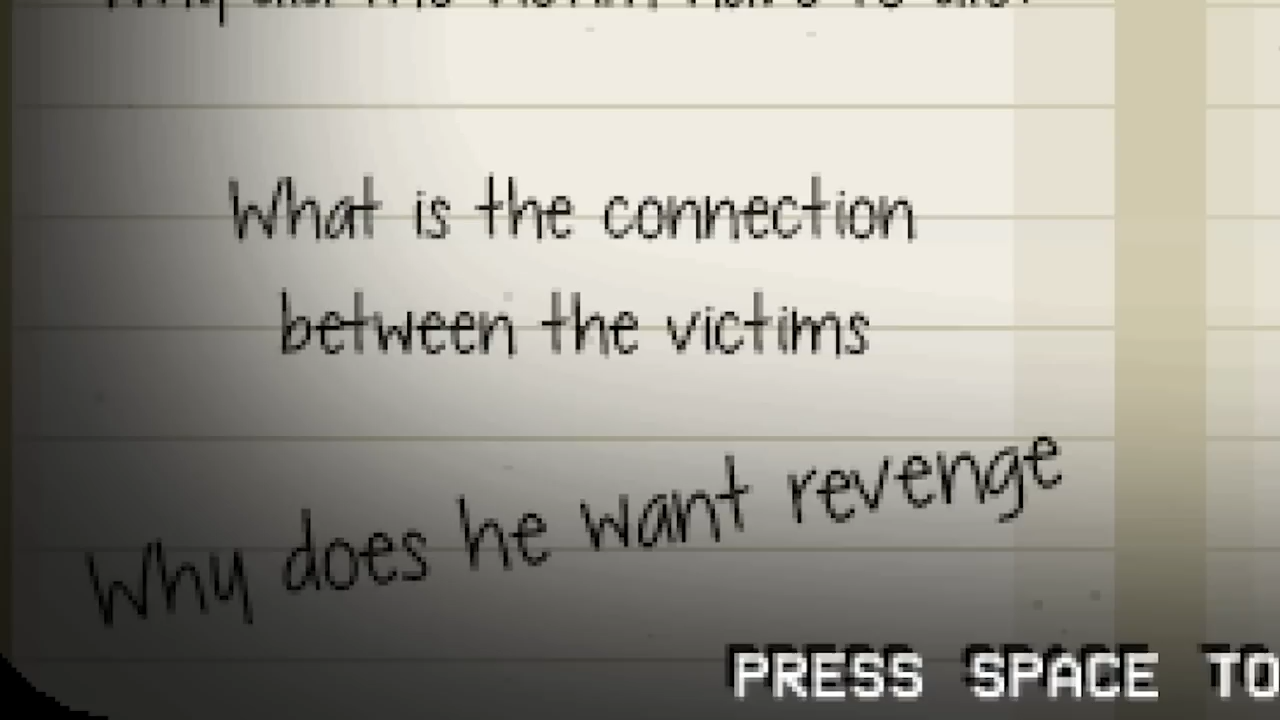 What is the connection
between the victims
Why does he want revenge
PRESS SPACE TO